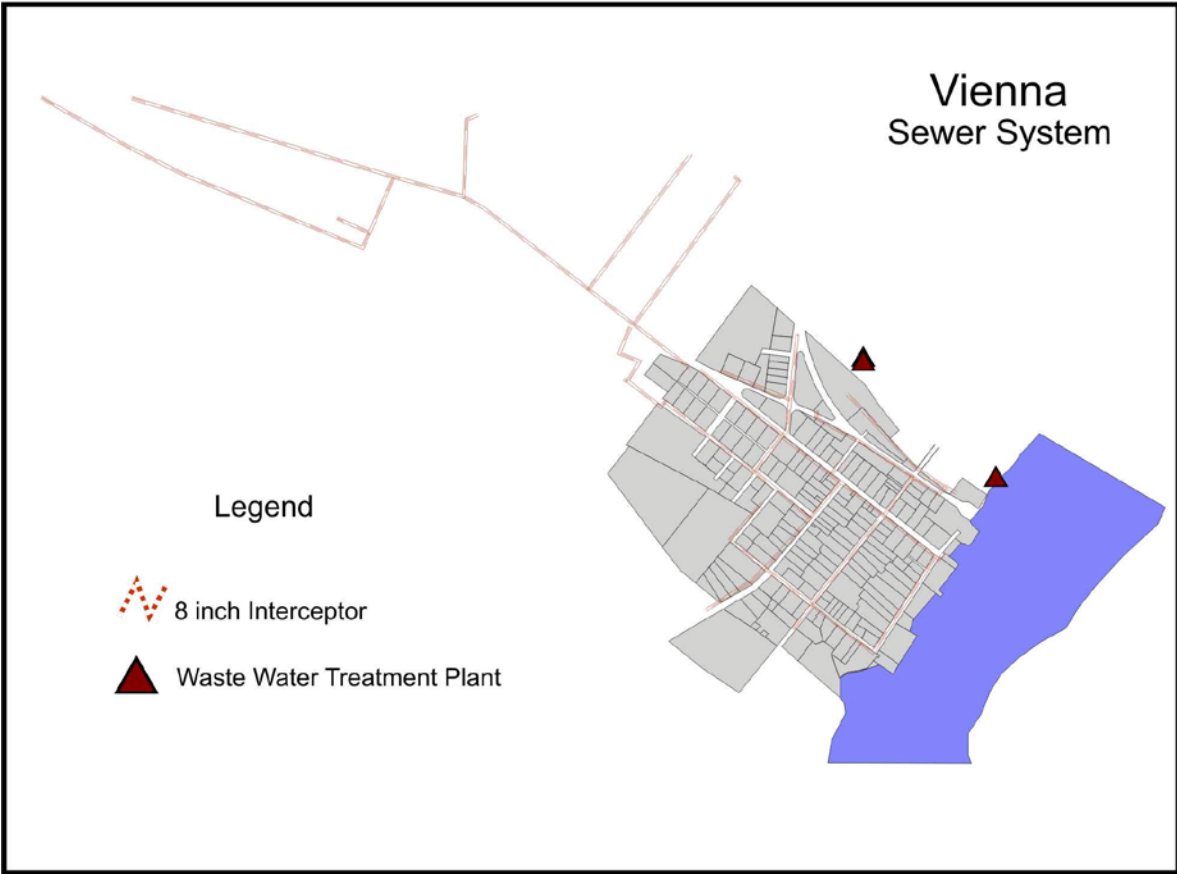 Vienna
Sewer System
Legend
8 inch Interceptor
Waste Water Treatment Plant